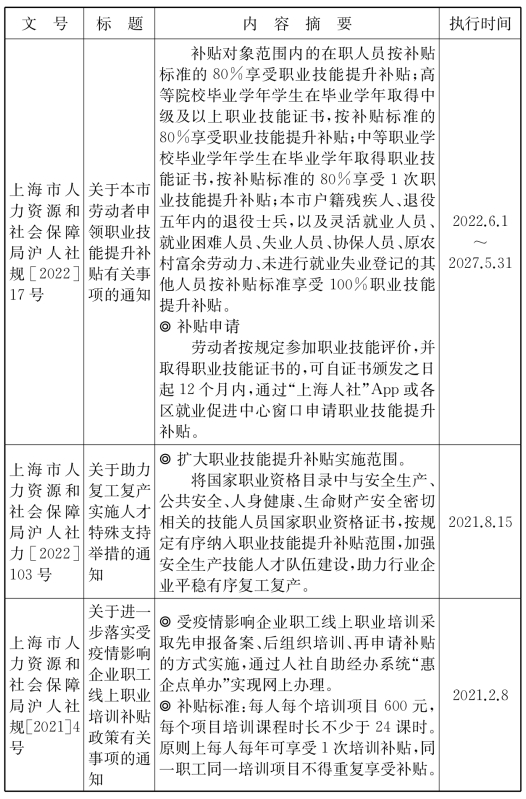 文　号
标　题
内　容　摘　要
执行时间
上海市人
力资源和
社会保障
局沪人社
规［2022］
17号
关于本市
劳动者申
领职业技
能提升补
贴有关事
项的通知
补贴对象范围内的在职人员按补贴
标准的80%享受职业技能提升补贴;高
等院校毕业学年学生在毕业学年取得中
级及以上职业技能证书,按补贴标准的
80%享受职业技能提升补贴;中等职业学
校毕业学年学生在毕业学年取得职业技
能证书,按补贴标准的80%享受1次职
业技能提升补贴;本市户籍残疾人、退役
五年内的退役士兵,以及灵活就业人员、
就业困难人员、失业人员、协保人员、原农
村富余劳动力、未进行就业失业登记的其
他人员按补贴标准享受100%职业技能
提升补贴。
◎ 补贴申请
劳动者按规定参加职业技能评价,并
取得职业技能证书的,可自证书颁发之日
起12个月内,通过“上海人社”App或各
区就业促进中心窗口申请职业技能提升
补贴。
2022.6.1
～
2027.5.31
上海市人
力资源和
社会保障
局沪人社
力［2022］
103号
关于助力
复工复产
实施人才
特殊支持
举措的通
知
◎ 扩大职业技能提升补贴实施范围。
将国家职业资格目录中与安全生产、
公共安全、人身健康、生命财产安全密切
相关的技能人员国家职业资格证书,按规
定有序纳入职业技能提升补贴范围,加强
安全生产技能人才队伍建设,助力行业企
业平稳有序复工复产。
2021.8.15
上海市人
力资源和
社会保障
局沪人社
规[2021]4
号
关于进一
步落实受
疫情影响
企业职工
线上职业
培训补贴
政策有关
事项的通
知
◎ 受疫情影响企业职工线上职业培训采
取先申报备案、后组织培训、再申请补贴
的方式实施,通过人社自助经办系统“惠
企点单办”实现网上办理。
◎ 补贴标准:每人每个培训项目600元,
每个项目培训课程时长不少于24课时。
原则上每人每年可享受1次培训补贴,同
一职工同一培训项目不得重复享受补贴。
2021.2.8